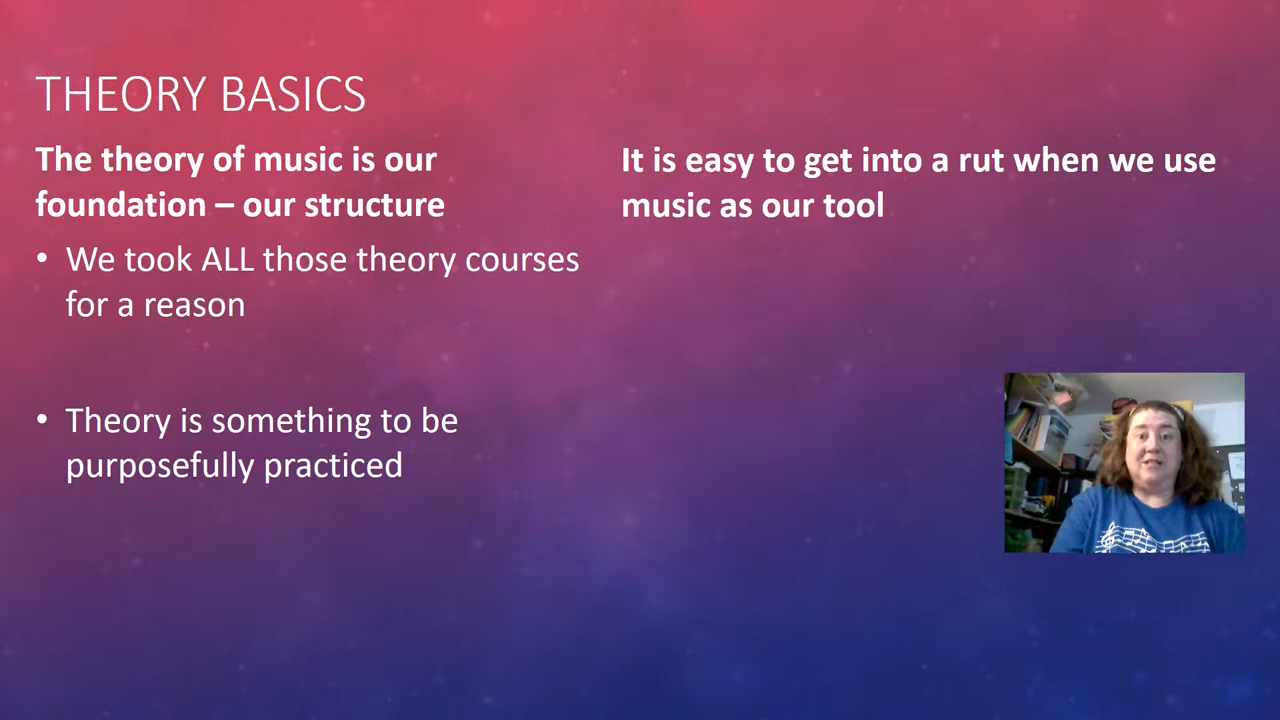 THEORY BASICS
The theory of music is our
foundation – our structure
• We took ALL those theory courses
for a reason
• Theory is something to be
purposefully practiced
It is easy to get into a rut when we use
music as our tool